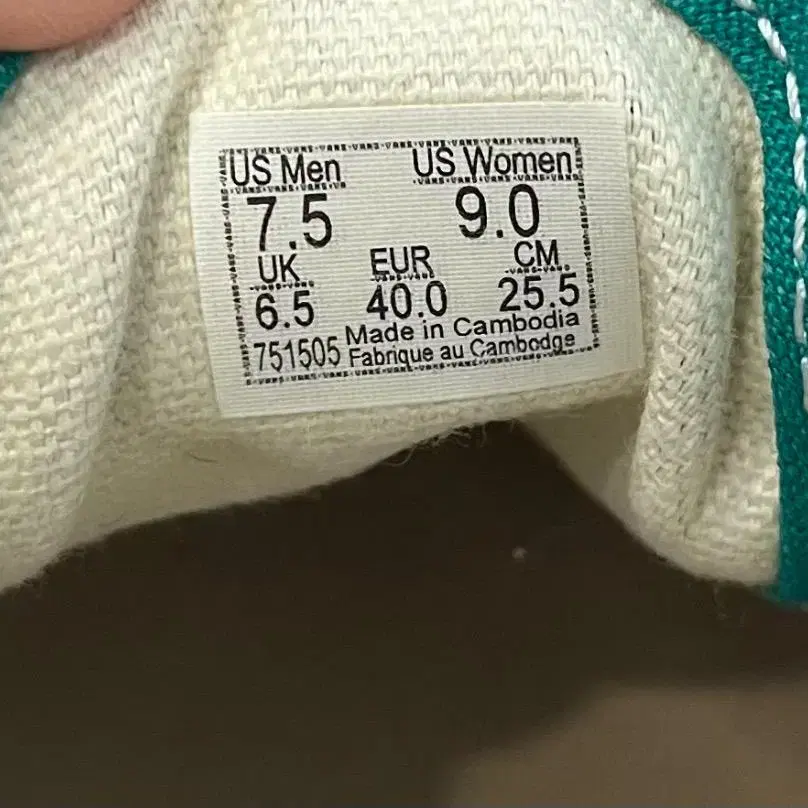 US Men US Women
7.5 9.0
UK EUR CM
6.5 40.0 25.5
751505 Made in Cambodia
Fabrique au Cambodge